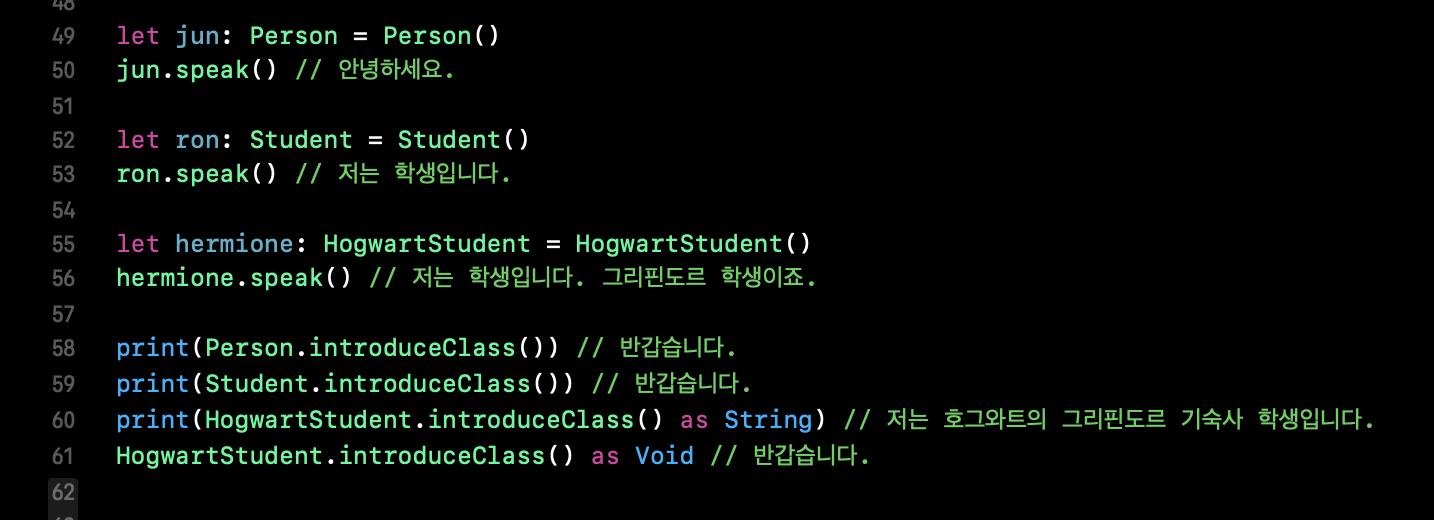 48
49 let jun: Person = Person()
50 jun.speak() // 안녕하세요.
51
52 let ron: Student = Student()
53 ron.speak() // 저는 학생입니다.
54
55 let hermione: HogwartStudent = HogwartStudent()
56 hermione.speak() // 저는 학생입니다. 그리핀도르 학생이죠.
57
58 print(Person.introduceClass()) // 반갑습니다.
59 print(Student.introduceClass()) // 반갑습니다.
60 print(HogwartStudent.introduceClass() as String) // 저는 호그와트의 그리핀도르 기숙사 학생입니다.
61 HogwartStudent.introduceClass() as Void // 반갑습니다.
62